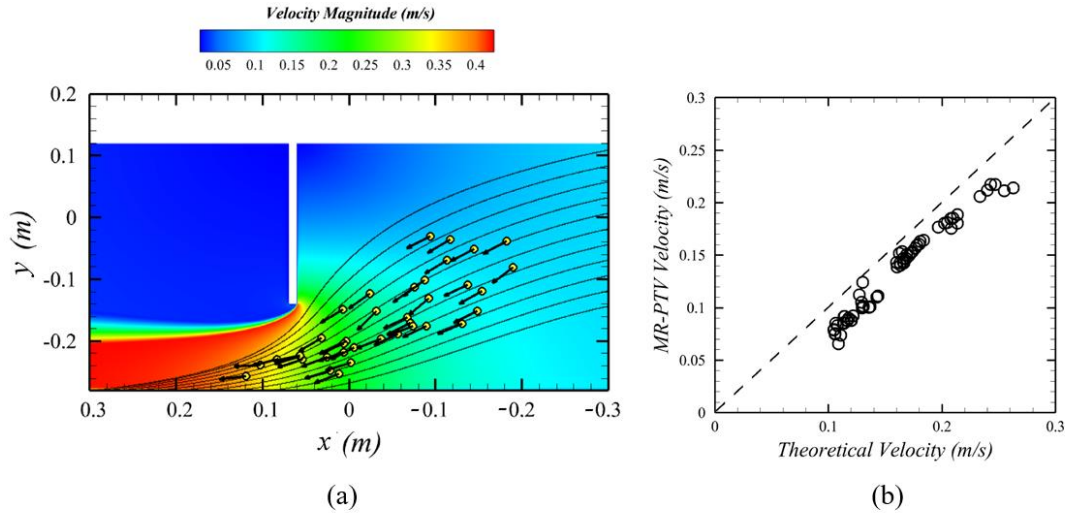 Velocity Magnitude (m/s)
0.05 0.1 0.15 0.2 0.25 0.3 0.35 0.4
0.2
0.1
0
-0.1
-0.2
y (m)
0.3 0.2 0.1 0 -0.1 -0.2 -0.3
x (m)
(a)
0.3
0.25
0.2
0.15
0.1
0.05
0
MR-PTV Velocity (m/s)
0 0.1 0.2 0.3
Theoretical Velocity (m/s)
(b)